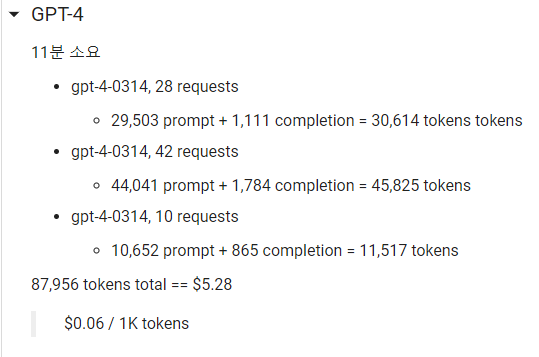 GPT-4
11분 소요
gpt-4-0314, 28 requests
29,503 prompt + 1,111 completion = 30,614 tokens tokens
gpt-4-0314, 42 requests
44,041 prompt + 1,784 completion = 45,825 tokens
gpt-4-0314, 10 requests
10,652 prompt + 865 completion = 11,517 tokens
87,956 tokens total == $5.28
$0.06 / 1K tokens